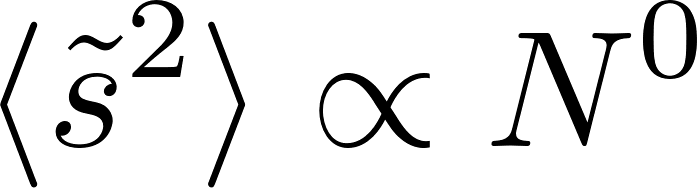 ⟨s̃²⟩ ∝ N⁰